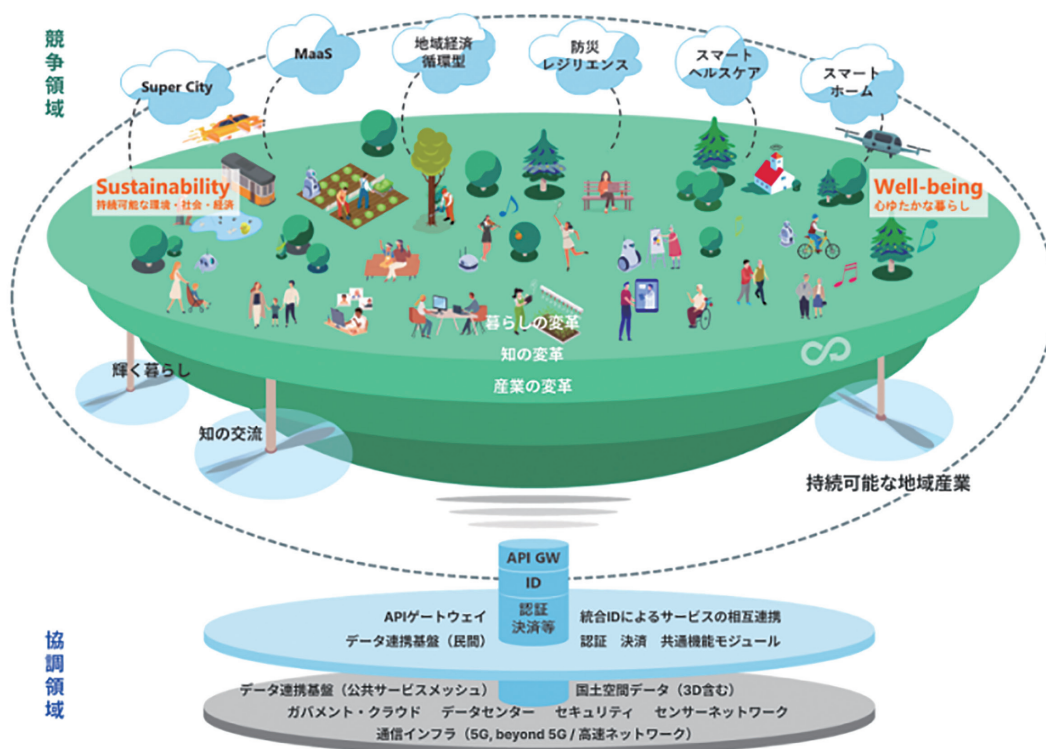 競争領域
Super City
MaaS
地域経済
循環型
防災
レジリエンス
スマート
ヘルスケア
スマート
ホーム
Sustainability
持続可能な環境・社会・経済
Well-being
心ゆたかな暮らし
暮らしの変革
知の変革
産業の変革
輝く暮らし
知の交流
持続可能な地域産業
API GW
ID
認証
決済等
協調領域
APIゲートウェイ
統合IDによるサービスの相互連携
データ連携基盤（民間）
認証　決済　共通機能モジュール
データ連携基盤（公共サービスメッシュ）
国土空間データ（3D含む）
ガバメント・クラウド　データセンター　セキュリティ　センサーネットワーク
通信インフラ（5G, beyond 5G / 高速ネットワーク）